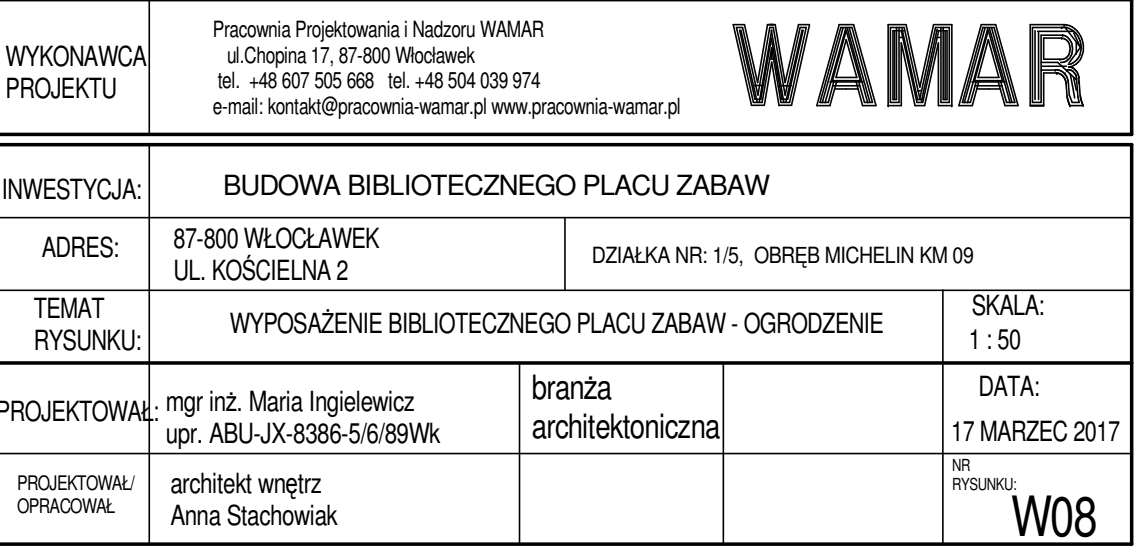 WYKONAWCA
PROJEKTU
Pracownia Projektowania i Nadzoru WAMAR
ul.Chopina 17, 87-800 Włocławek
tel. +48 607 505 668 tel. +48 504 039 974
e-mail: kontakt@pracownia-wamar.pl www.pracownia-wamar.pl
WAMAR
INWESTYCJA:
BUDOWA BIBLIOTECZNEGO PLACU ZABAW
ADRES:
87-800 WŁOCŁAWEK
UL. KOŚCIELNA 2
DZIAŁKA NR: 1/5, OBRĘB MICHELIN KM 09
TEMAT
RYSUNKU:
WYPOSAŻENIE BIBLIOTECZNEGO PLACU ZABAW - OGRODZENIE
SKALA:
1 : 50
PROJEKTOWAŁ:
mgr inż. Maria Ingielewicz
upr. ABU-JX-8386-5/6/89Wk
branża
architektoniczna
DATA:
17 MARZEC 2017
PROJEKTOWAŁ/
OPRACOWAŁ
architekt wnętrz
Anna Stachowiak
NR
RYSUNKU:
W08